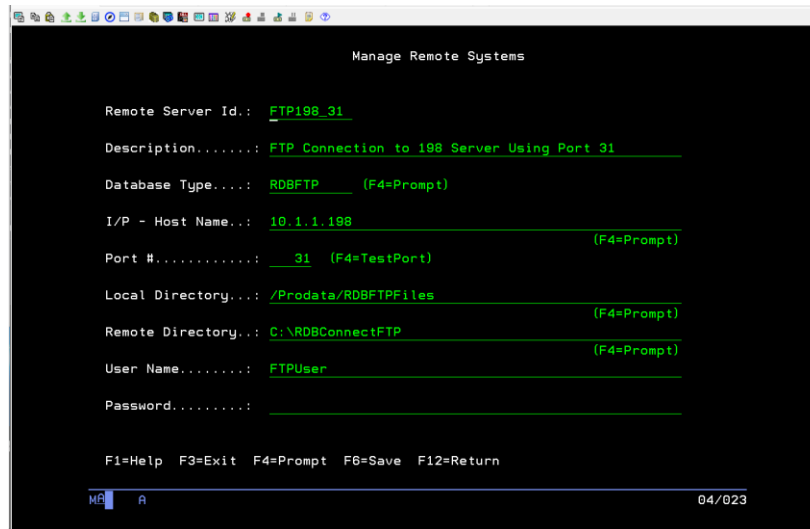 Manage Remote Systems
Remote Server Id.: FTP198_31
Description.......: FTP Connection to 198 Server Using Port 31
Database Type....: RDBFTP (F4=Prompt)
I/P - Host Name..: 10.1.1.198
(F4=Prompt)
Port #............: 31 (F4=TestPort)
Local Directory...: /Prodata/RDBFTPFiles
(F4=Prompt)
Remote Directory..: C:\RDBConnectFTP
(F4=Prompt)
User Name........: FTPUser
Password.........:
F1=Help F3=Exit F4=Prompt F6=Save F12=Return
MA A 04/023